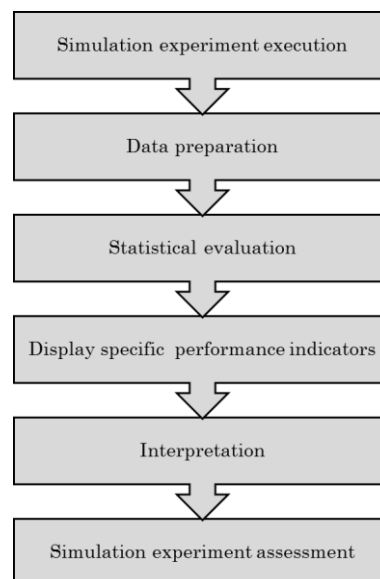 Simulation experiment execution
Data preparation
Statistical evaluation
Display specific performance indicators
Interpretation
Simulation experiment assessment